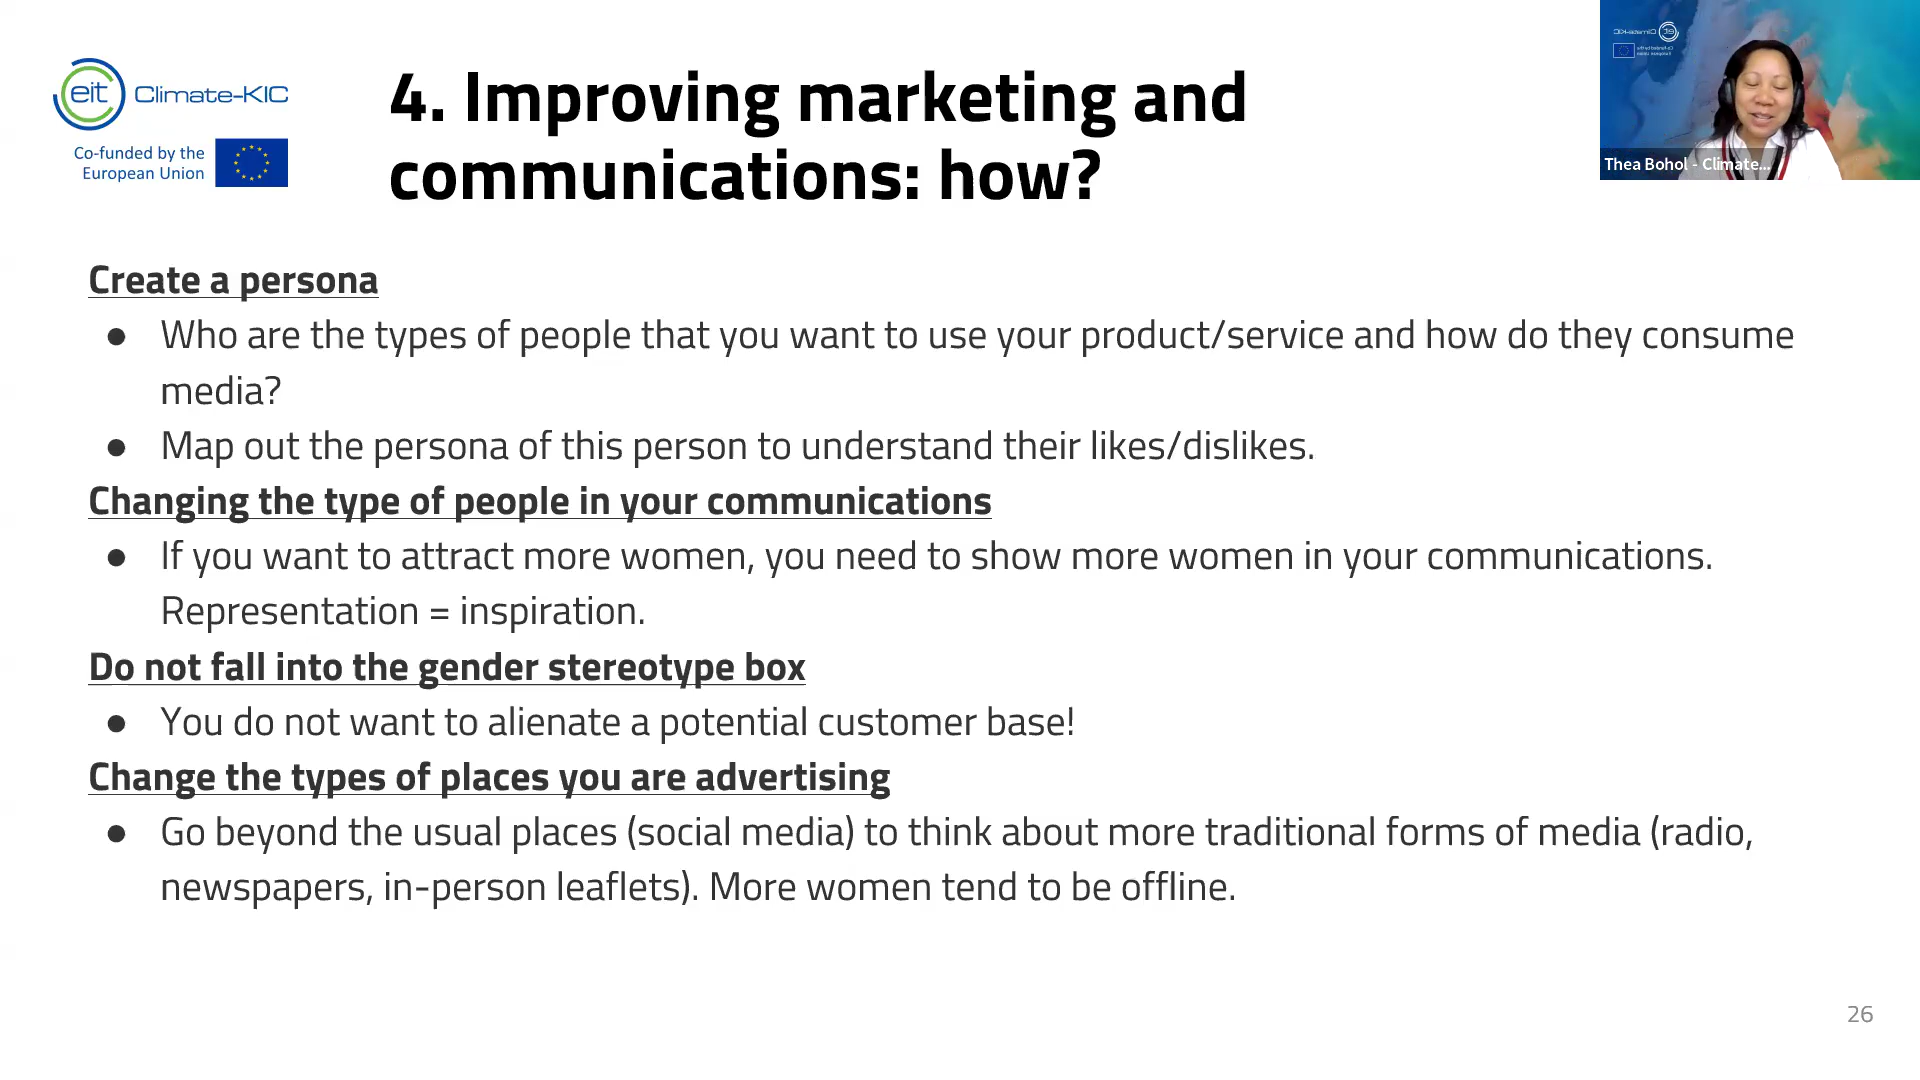 eit Climate-KIC
Co-funded by the
European Union
4. Improving marketing and
communications: how?
Thea Bohol - Climate...
Create a persona
● Who are the types of people that you want to use your product/service and how do they consume
media?
● Map out the persona of this person to understand their likes/dislikes.
Changing the type of people in your communications
● If you want to attract more women, you need to show more women in your communications.
Representation = inspiration.
Do not fall into the gender stereotype box
● You do not want to alienate a potential customer base!
Change the types of places you are advertising
● Go beyond the usual places (social media) to think about more traditional forms of media (radio,
newspapers, in-person leaflets). More women tend to be offline.
26